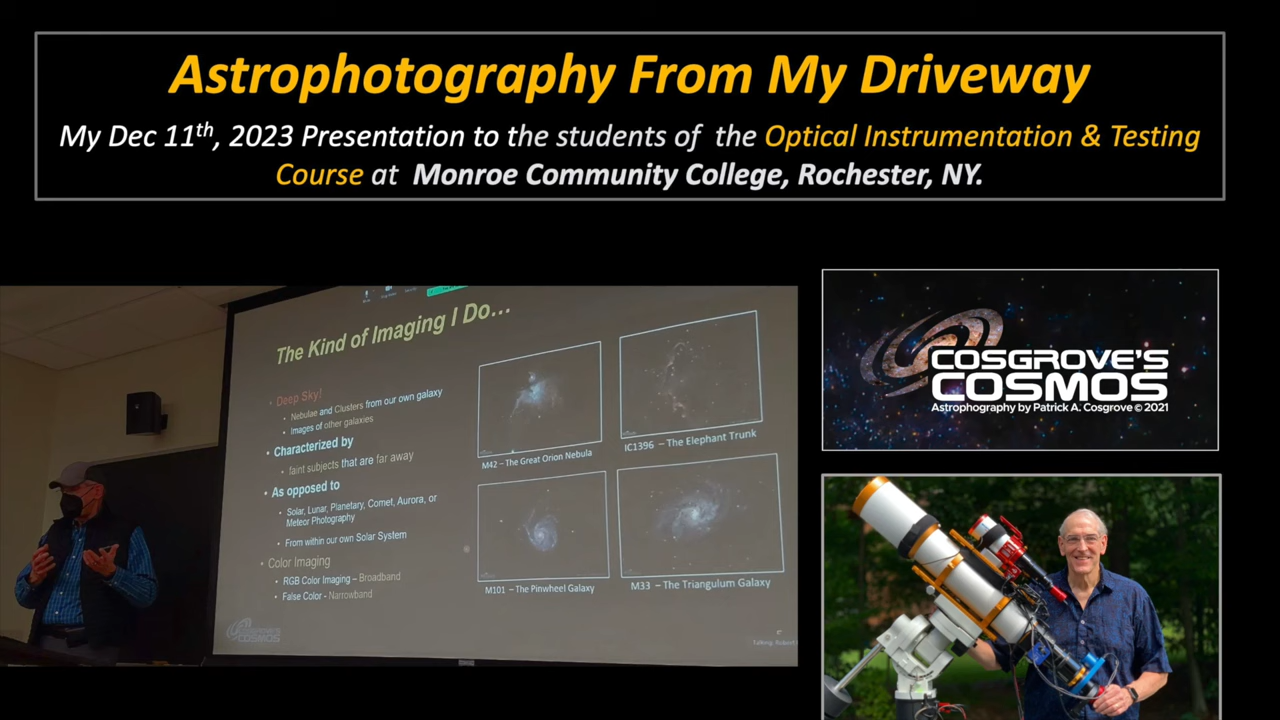 Astrophotography From My Driveway
My Dec 11th, 2023 Presentation to the students of the Optical Instrumentation & Testing
Course at Monroe Community College, Rochester, NY.
The Kind of Imaging I Do...
• Deep Sky!
• Nebulae and Clusters from our own galaxy
• Images of other galaxies
• Characterized by
• faint subjects that are far away
• As opposed to
• Solar, Lunar, Planetary, Comet, Aurora, or
Meteor Photography
• From within our own Solar System
• Color Imaging
• RGB Color Imaging – Broadband
• False Color - Narrowband
M42 – The Great Orion Nebula
IC1396 – The Elephant Trunk
M101 – The Pinwheel Galaxy
M33 – The Triangulum Galaxy
COSGROVE'S
COSMOS
COSGROVE'S
COSMOS
Astrophography by Patrick A. Cosgrove © 2021